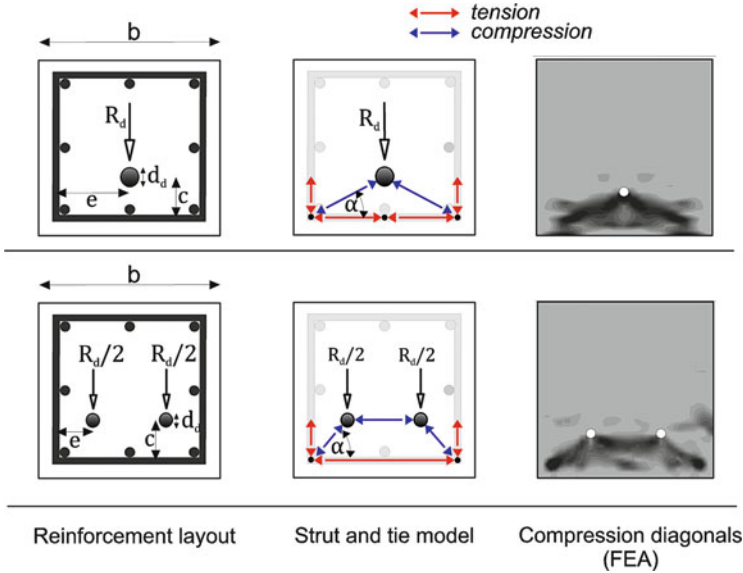 tension
compression
b
R_d
d_d
e
c
R_d
α
b
R_d/2 R_d/2
d_d
e
c
R_d/2 R_d/2
α
Reinforcement layout
Strut and tie model
Compression diagonals
(FEA)